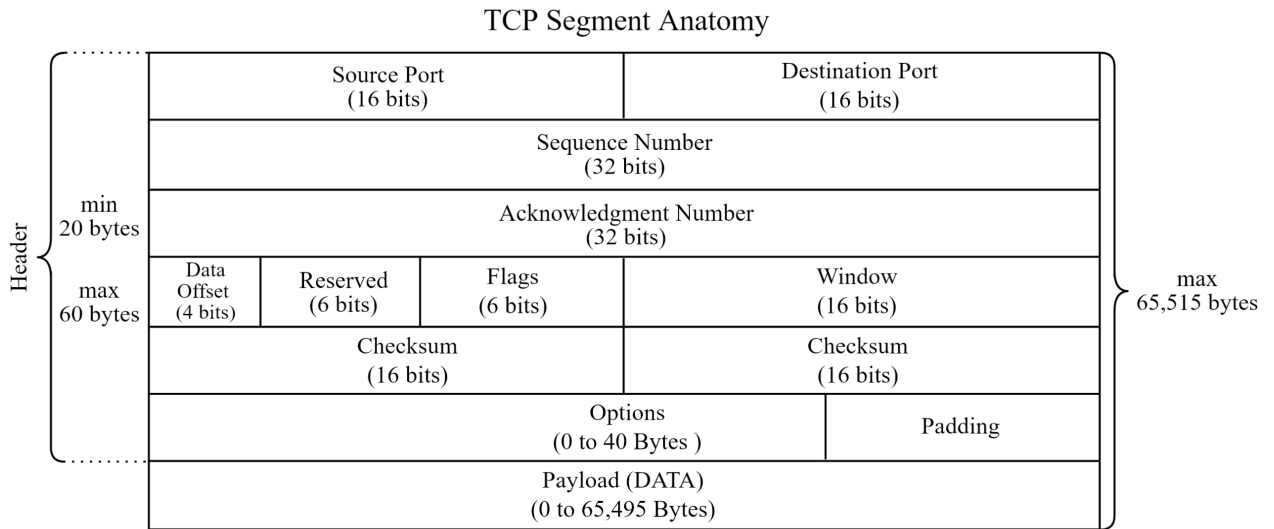 TCP Segment Anatomy
Source Port
(16 bits)
Destination Port
(16 bits)
Sequence Number
(32 bits)
Acknowledgment Number
(32 bits)
Data
Offset
(4 bits)
Reserved
(6 bits)
Flags
(6 bits)
Window
(16 bits)
Checksum
(16 bits)
Checksum
(16 bits)
Options
(0 to 40 Bytes )
Padding
Payload (DATA)
(0 to 65,495 Bytes)
Header
min
20 bytes
max
60 bytes
max
65,515 bytes